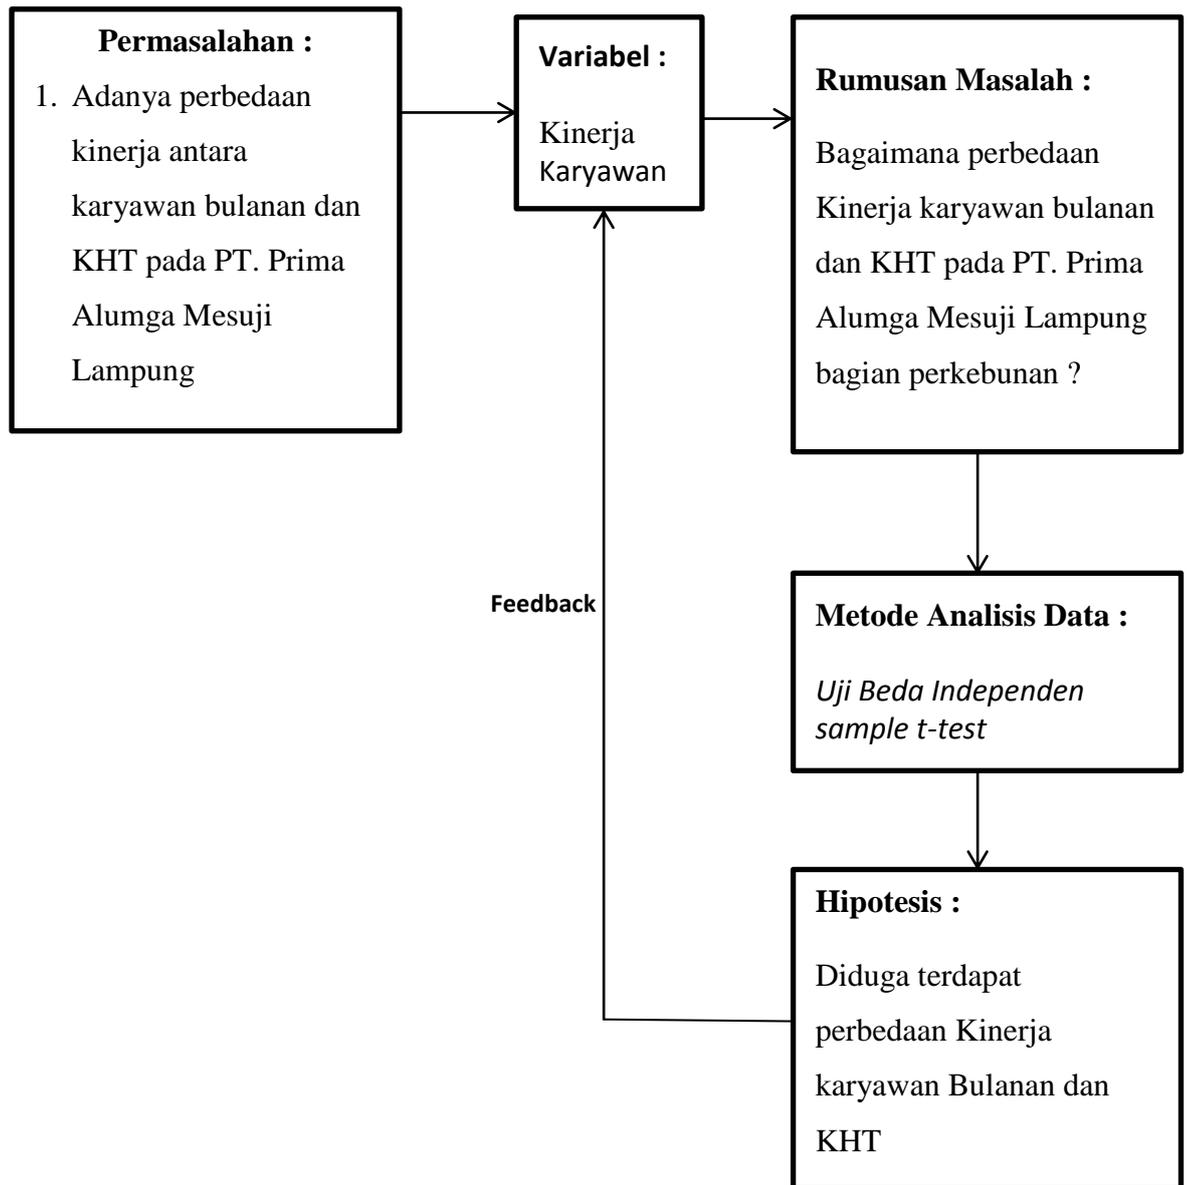 Permasalahan :
1. Adanya perbedaan
kinerja antara
karyawan bulanan dan
KHT pada PT. Prima
Alumga Mesuji
Lampung
Variabel :
Kinerja
Karyawan
Rumusan Masalah :
Bagaimana perbedaan
Kinerja karyawan bulanan
dan KHT pada PT. Prima
Alumga Mesuji Lampung
bagian perkebunan ?
Feedback
Metode Analisis Data :
Uji Beda Independen
sample t-test
Hipotesis :
Diduga terdapat
perbedaan Kinerja
karyawan Bulanan dan
KHT